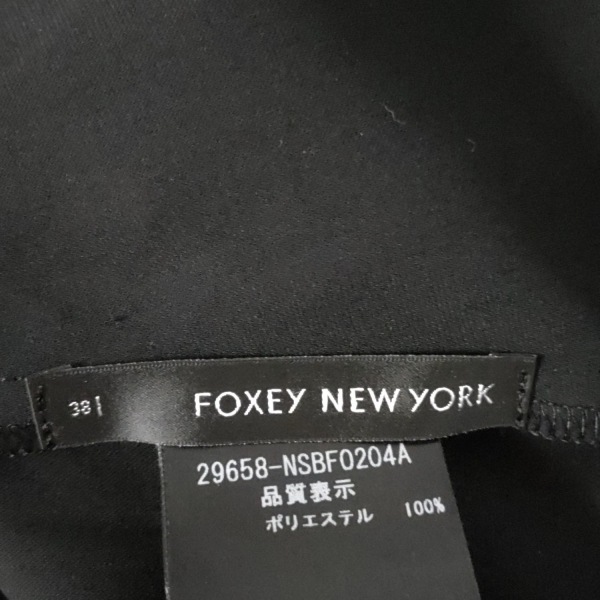 38 FOXEY NEW YORK
29658-NSBF0204A
品質表示
ポリエステル 100%